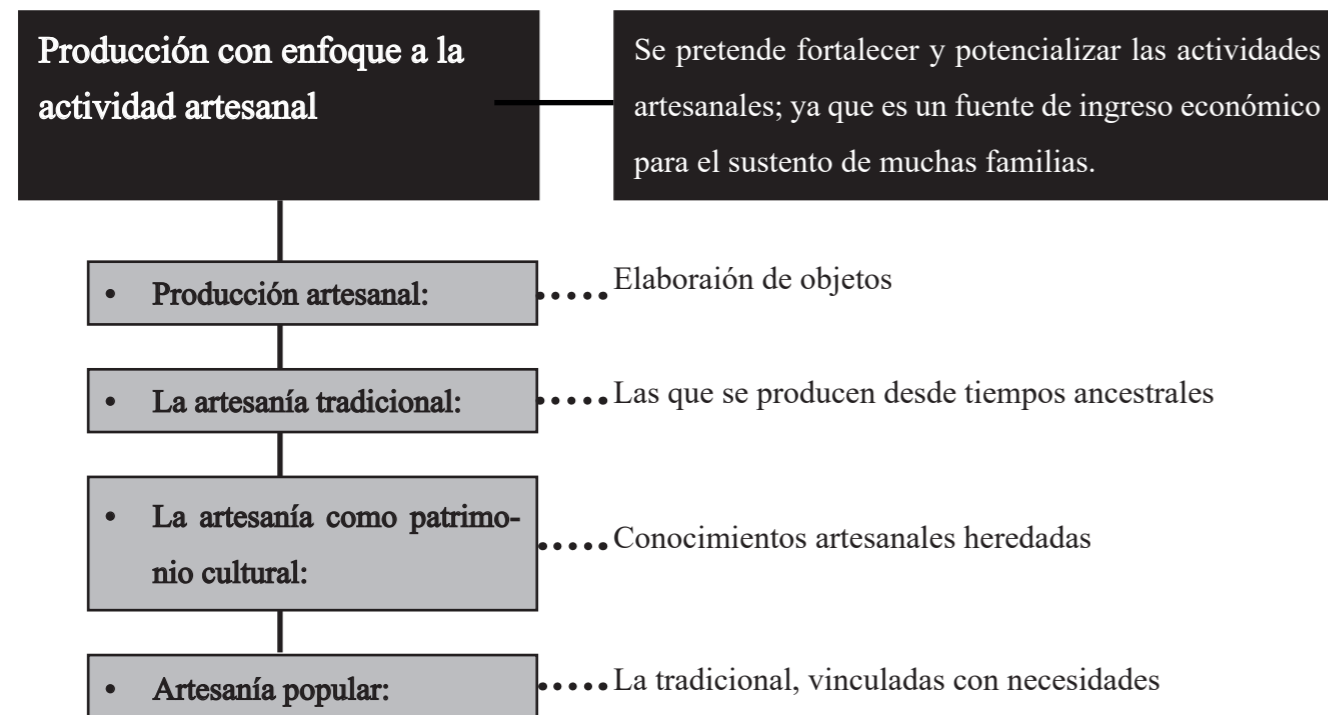 Producción con enfoque a la
actividad artesanal
Se pretende fortalecer y potencializar las actividades
artesanales; ya que es un fuente de ingreso económico
para el sustento de muchas familias.
• Producción artesanal:
Elaboraión de objetos
• La artesanía tradicional:
Las que se producen desde tiempos ancestrales
• La artesanía como patrimo-
nio cultural:
Conocimientos artesanales heredadas
• Artesanía popular:
La tradicional, vinculadas con necesidades